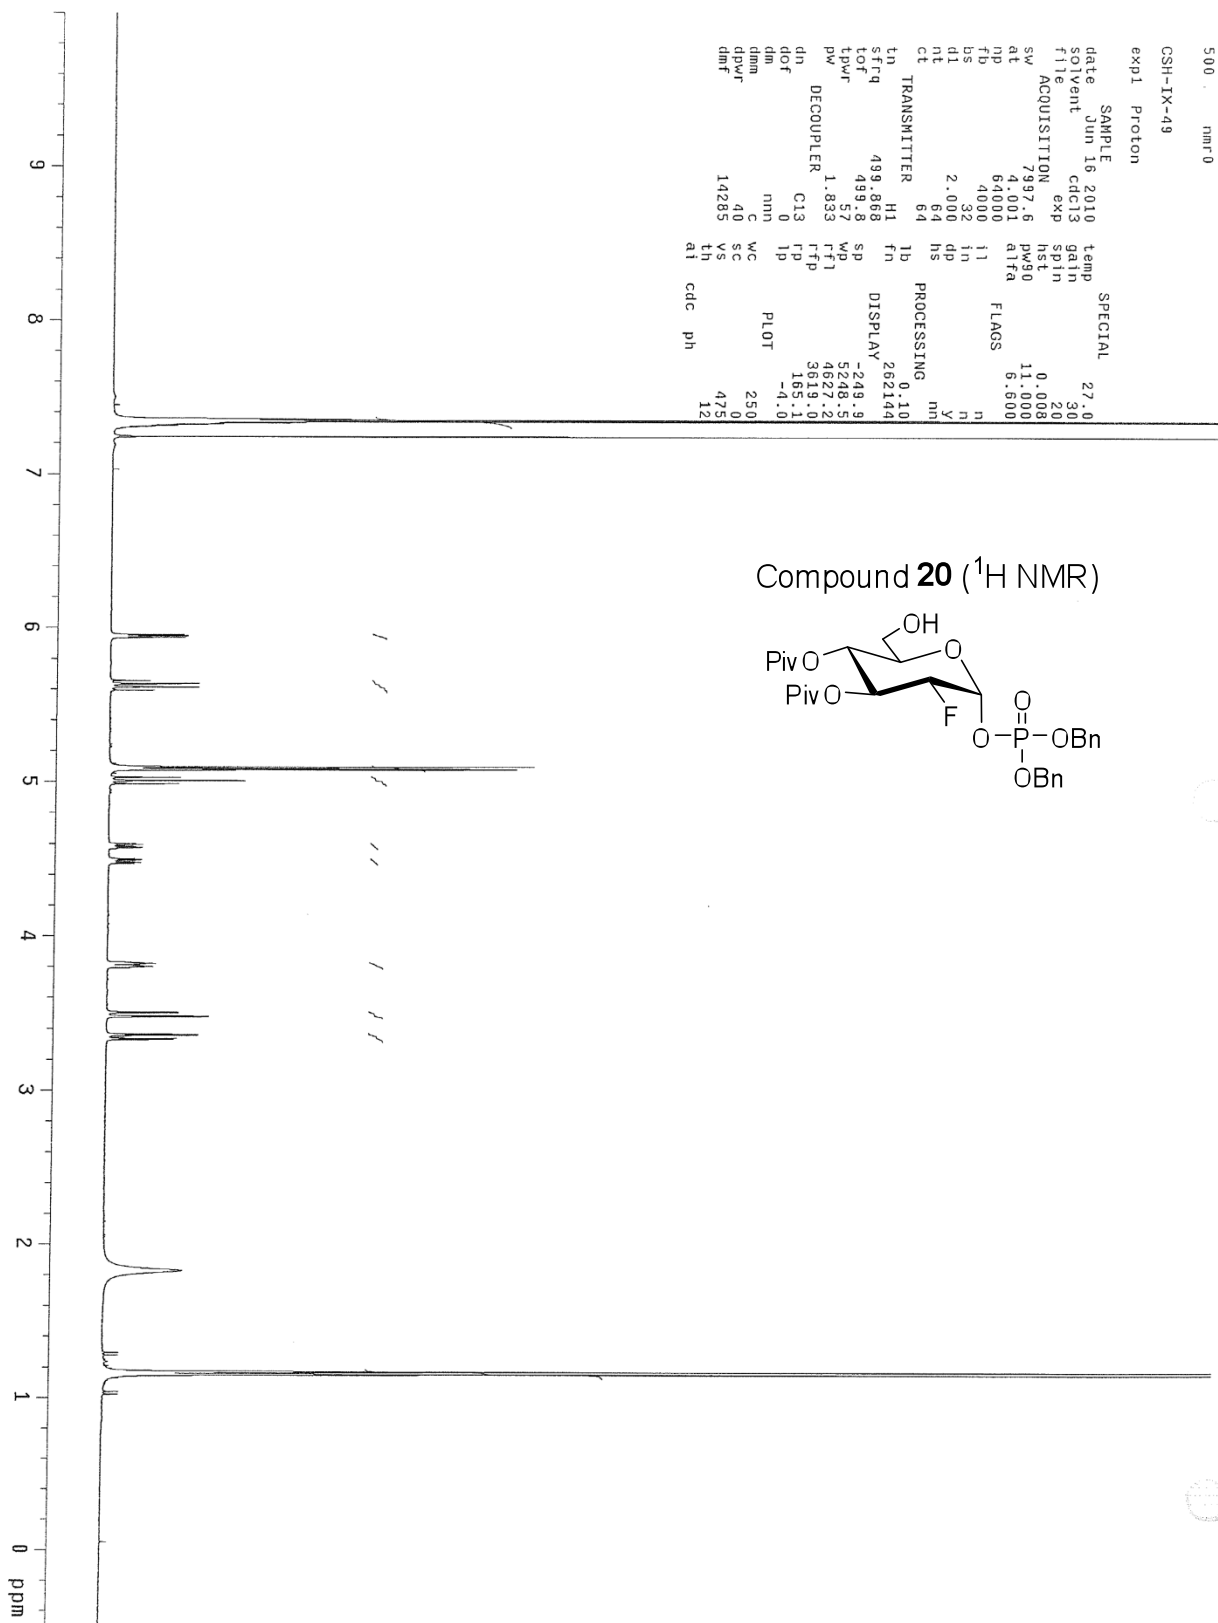 500. nmr0
CSH-IX-49
exp1 Proton
SAMPLE
date Jun 16 2010
solvent cdcl3
file exp
ACQUISITION
sw 7997.6
at 4.001
np 64000
fb 4000
bs 32
d1 2.000
nt 64
ct 64
TRANSMITTER
tn H1
sfrq 499.868
tof 499.8
tpwr 57
pw 1.833
DECOUPLER
dn C13
dof 0
dm nnn
dmm c
dpwr 40
dmf 14285
SPECIAL
temp 27.0
gain 30
spin 20
hst 0.008
pw90 11.000
alfa 6.600
FLAGS
il n
in n
dp y
hs nn
PROCESSING
lb 0.10
fn 262144
DISPLAY
sp -249.9
wp 5248.5
rfl 4627.2
rfp 3619.0
rp 165.1
lp -4.0
PLOT
wc 250
sc 0
vs 475
th 12
ai cdc ph
Compound 20 (¹H NMR)
OH
PivO
O
PivO
F
O
O
P
OBn
OBn
9 8 7 6 5 4 3 2 1 0 ppm